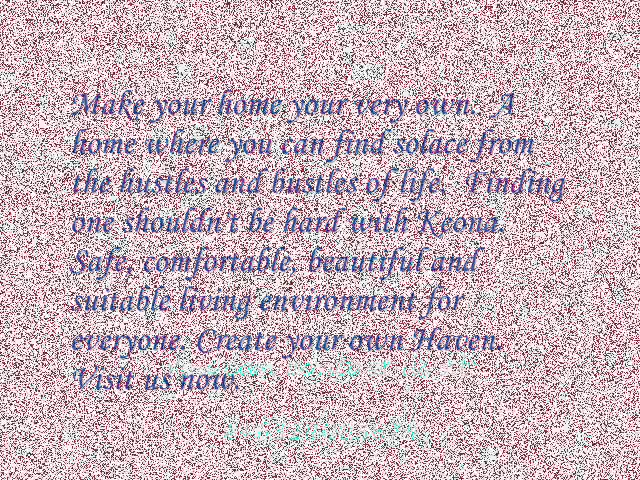 Make your home your very own. A
home where you can find solace from
the hustles and bustles of life. Finding
one shouldn't be hard with Keona.
Safe, comfortable, beautiful and
suitable living environment for
everyone. Create your own Haven.
Visit us now.